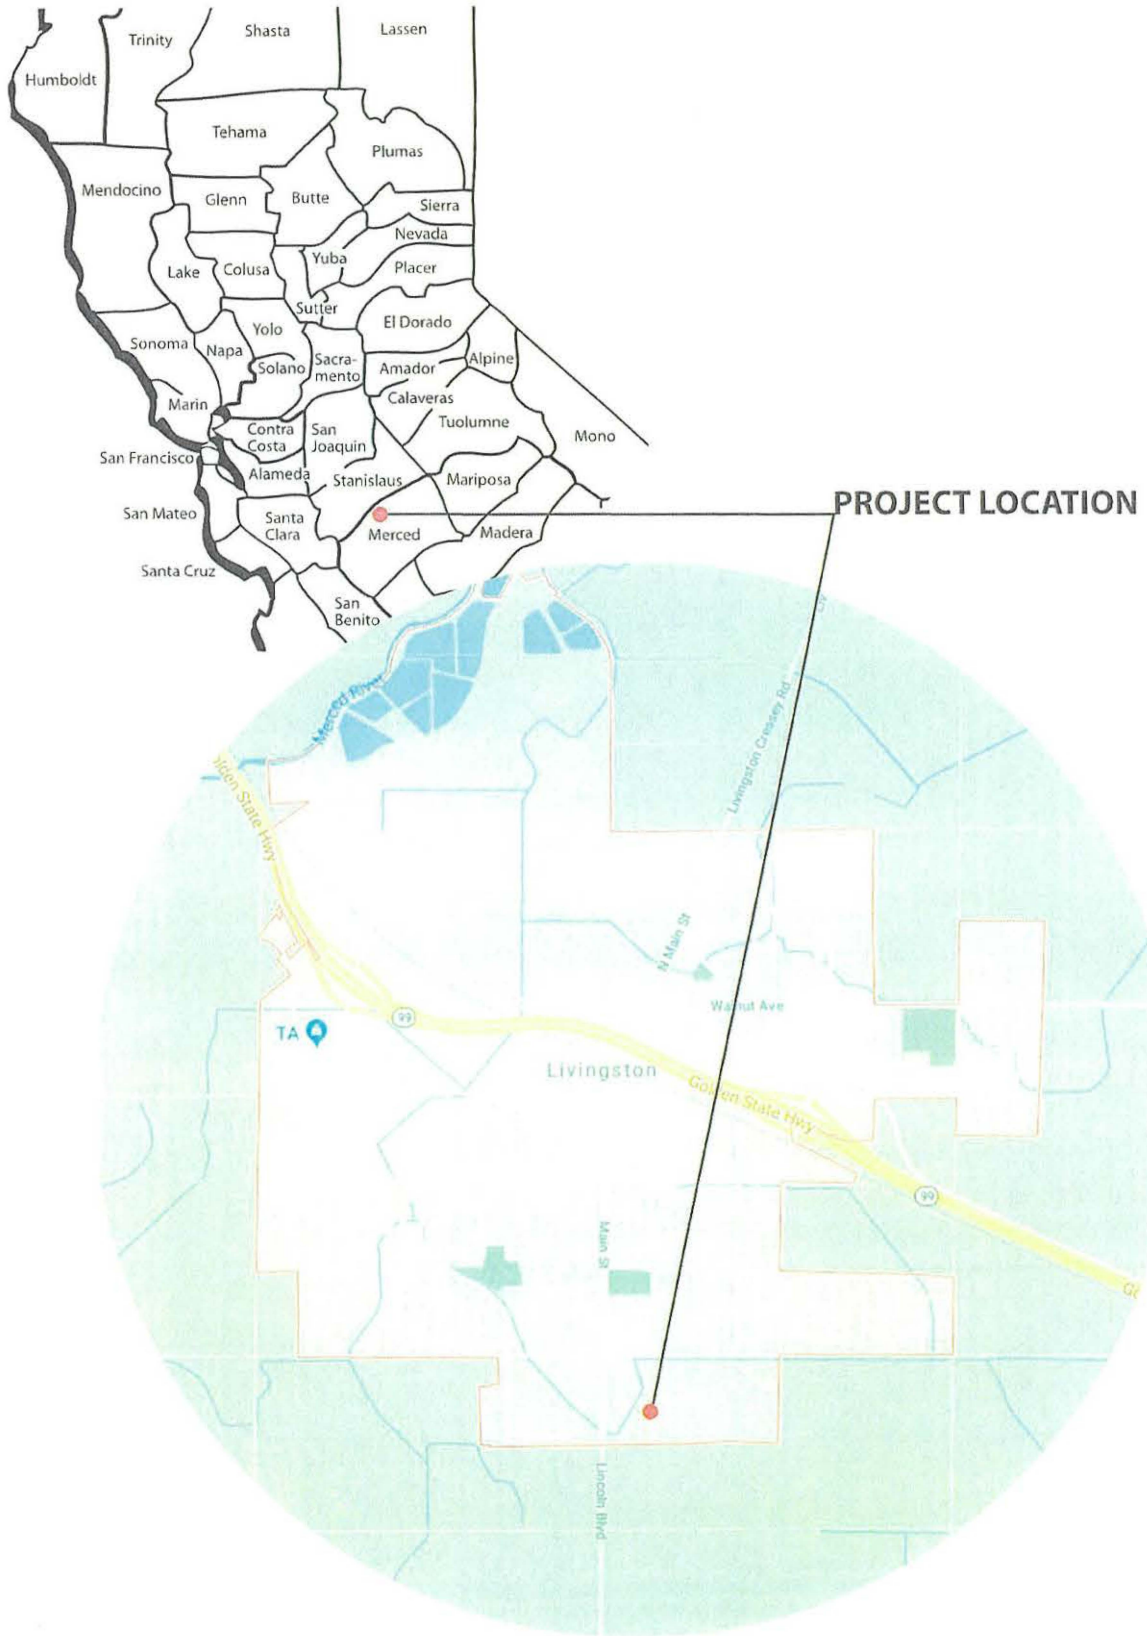 Shasta
Lassen
Trinity
Humboldt
Tehama
Plumas
Mendocino
Glenn
Butte
Sierra
Nevada
Yuba
Placer
Lake
Colusa
Sutter
El Dorado
Yolo
Sonoma
Napa
Solano
Sacra-
mento
Amador
Alpine
Calaveras
Marin
Tuolumne
Contra
Costa
San
Joaquin
Mono
San Francisco
Alameda
Stanislaus
Mariposa
San Mateo
Santa
Clara
Merced
Madera
PROJECT LOCATION
Santa Cruz
San
Benito
Merced River
Livingston Cressey Rd
olden State Hwy
N Main St
Walnut Ave
TA
99
Livingston
Golden State Hwy
99
Main St
Lincoln Blvd